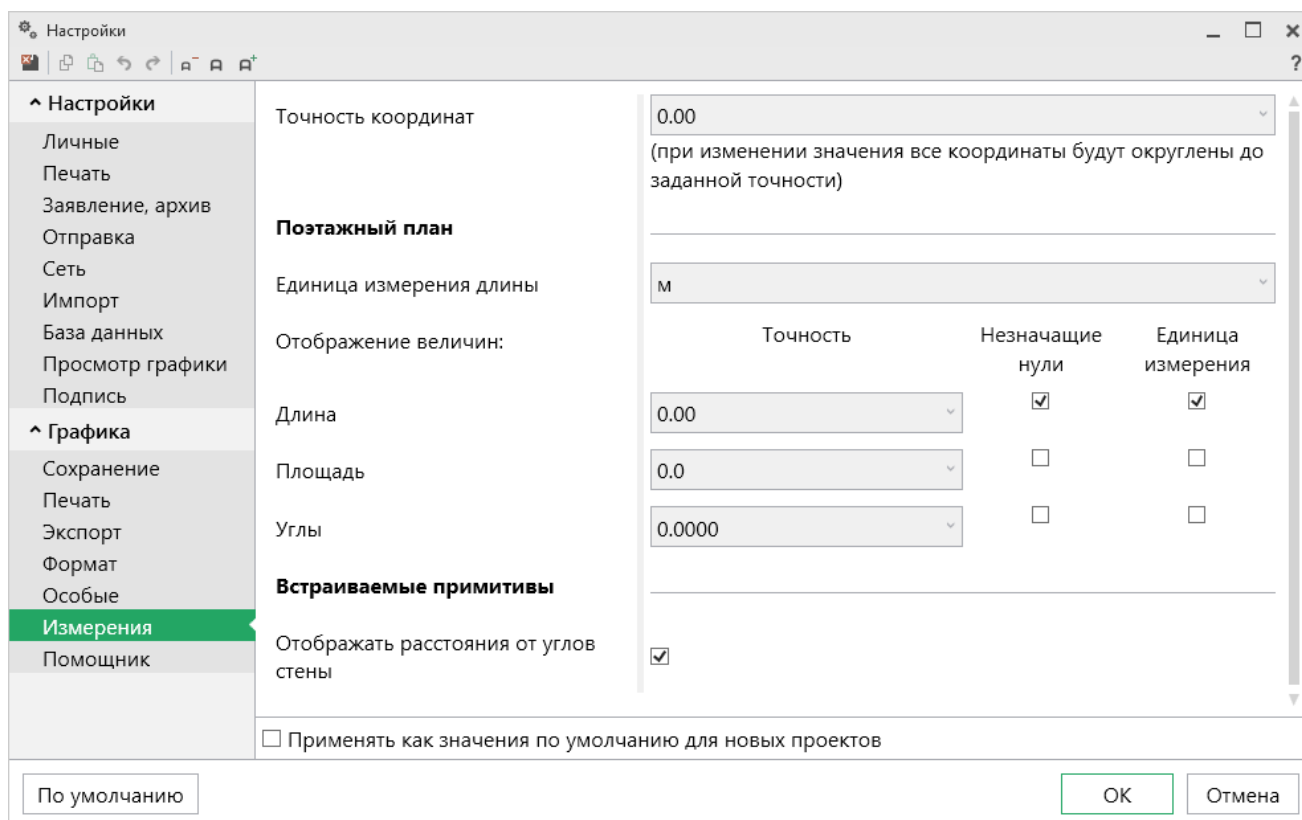 Настройки
Настройки
Личные
Печать
Заявление, архив
Отправка
Сеть
Импорт
База данных
Просмотр графики
Подпись
Графика
Сохранение
Печать
Экспорт
Формат
Особые
Измерения
Помощник
Точность координат
0.00
(при изменении значения все координаты будут округлены до
заданной точности)
Поэтажный план
Единица измерения длины
м
Отображение величин:
Точность
Незначащие
нули
Единица
измерения
Длина
0.00
Площадь
0.0
Углы
0.0000
Встраиваемые примитивы
Отображать расстояния от углов
стены
Применять как значения по умолчанию для новых проектов
По умолчанию
ОК
Отмена